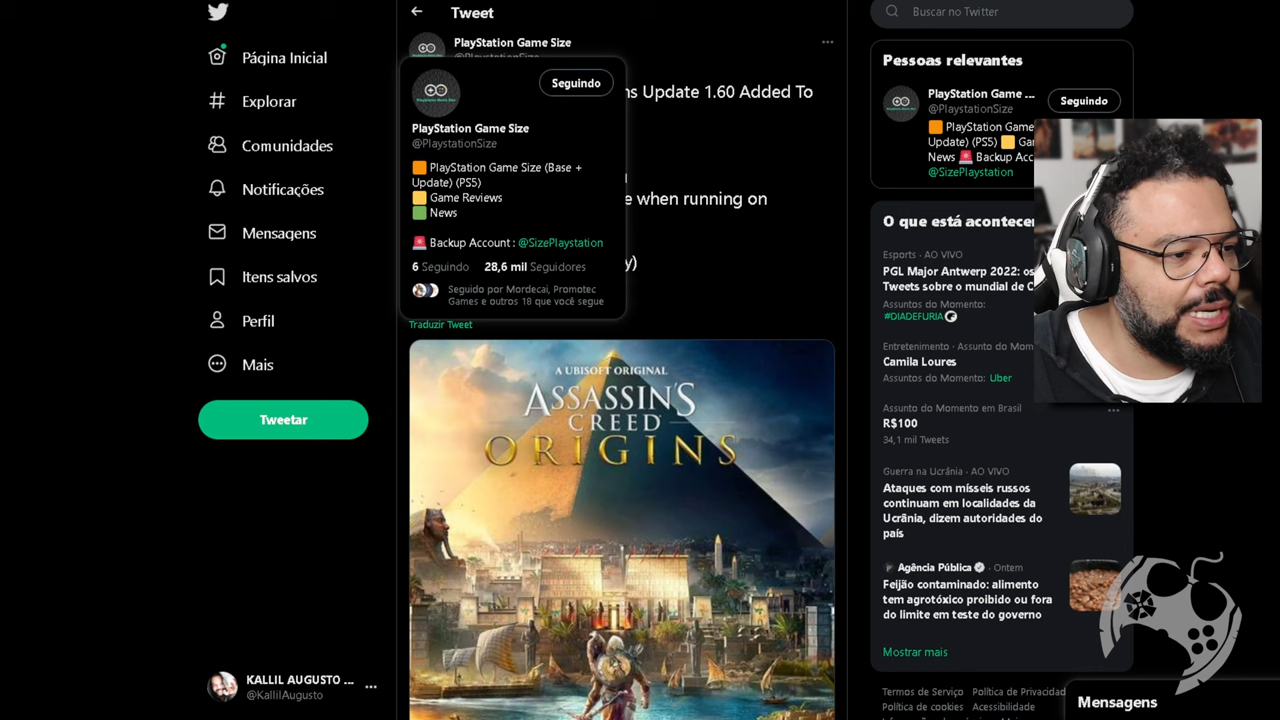 Página Inicial
Explorar
Comunidades
Notificações
Mensagens
Itens salvos
Perfil
Mais
Tweetar
KALLIL AUGUSTO ...
@KallilAugusto
Tweet
PlayStation Game Size
@PlaystationSize
Seguindo
PlayStation Game Size
@PlaystationSize
🟧 PlayStation Game Size (Base +
Update) (PS5)
🟨 Game Reviews
🟩 News
🚨 Backup Account : @SizePlaystation
6 Seguindo 28,6 mil Seguidores
Seguido por Mordecai, Promotec
Games e outros 18 que você segue
ns Update 1.60 Added To
e when running on
y)
Traduzir Tweet
A UBISOFT ORIGINAL
ASSASSIN'S
CREED
ORIGINS
Buscar no Twitter
Pessoas relevantes
PlayStation Game ...
@PlaystationSize
Seguindo
🟧 PlayStation Game
Update) (PS5) 🟨 Gar
News 🚨 Backup Acc
@SizePlaystation
O que está acontecer
Esports · AO VIVO
PGL Major Antwerp 2022: os
Tweets sobre o mundial de C
Assuntos do Momento:
#DIADEFURIA
Entretenimento · Assunto do Mom
Camila Loures
Assuntos do Momento: Uber
Assunto do Momento em Brasil
R$100
34,1 mil Tweets
Guerra na Ucrânia · AO VIVO
Ataques com mísseis russos
continuam em localidades da
Ucrânia, dizem autoridades do
país
Agência Pública · Ontem
Feijão contaminado: alimento
tem agrotóxico proibido ou fora
do limite em teste do governo
Mostrar mais
Termos de Serviço Política de Privacidad
Política de cookies Acessibilidade
Mensagens